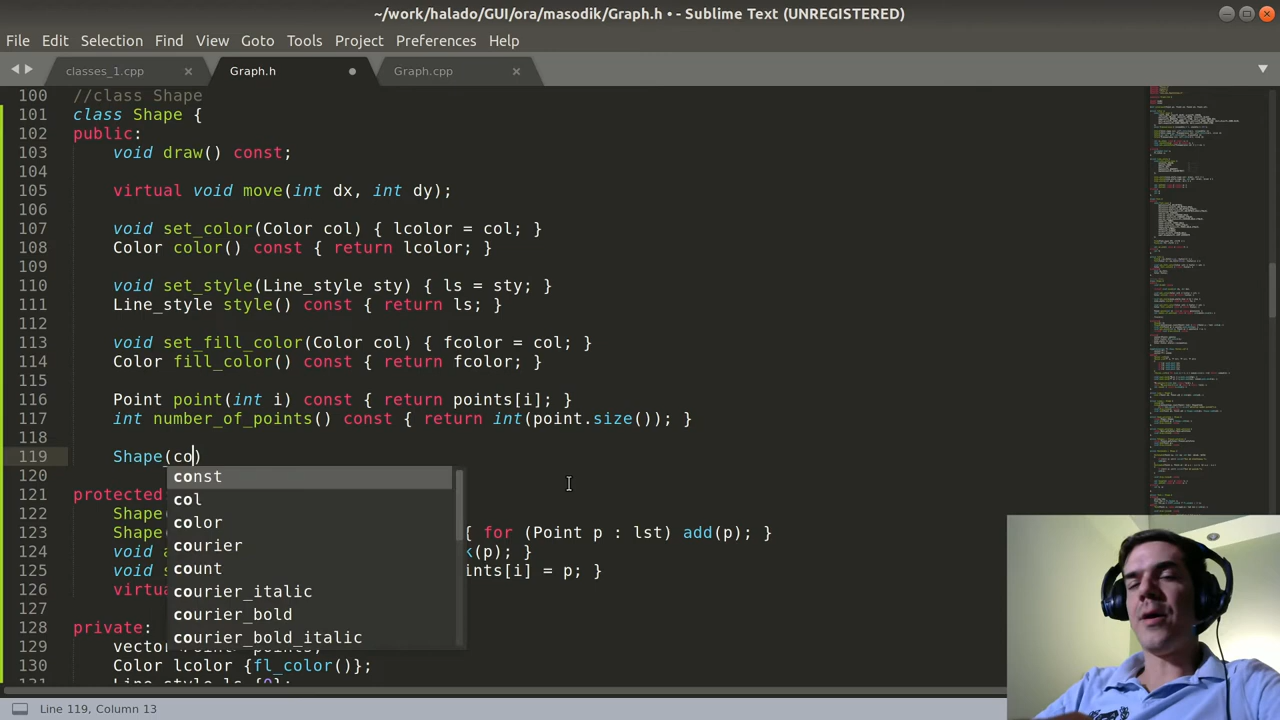 ~/work/halado/GUI/ora/masodik/Graph.h • - Sublime Text (UNREGISTERED)
File Edit Selection Find View Goto Tools Project Preferences Help
classes_1.cpp Graph.h Graph.cpp
100 //class Shape
101 class Shape {
102 public:
103 void draw() const;
104
105 virtual void move(int dx, int dy);
106
107 void set_color(Color col) { lcolor = col; }
108 Color color() const { return lcolor; }
109
110 void set_style(Line_style sty) { ls = sty; }
111 Line_style style() const { return ls; }
112
113 void set_fill_color(Color col) { fcolor = col; }
114 Color fill_color() const { return fcolor; }
115
116 Point point(int i) const { return points[i]; }
117 int number_of_points() const { return int(point.size()); }
118
119 Shape(co)
120
const
121 protected
col
122 Shape(
color
123 Shape( { for (Point p : lst) add(p); }
courier
124 void a k(p); }
count
125 void s ints[i] = p; }
courier_italic
126 virtua
courier_bold
127
128 private:
courier_bold_italic
129 vector<Point> points;
130 Color lcolor {fl_color()};
131 Line_style ls {0};
Line 119, Column 13